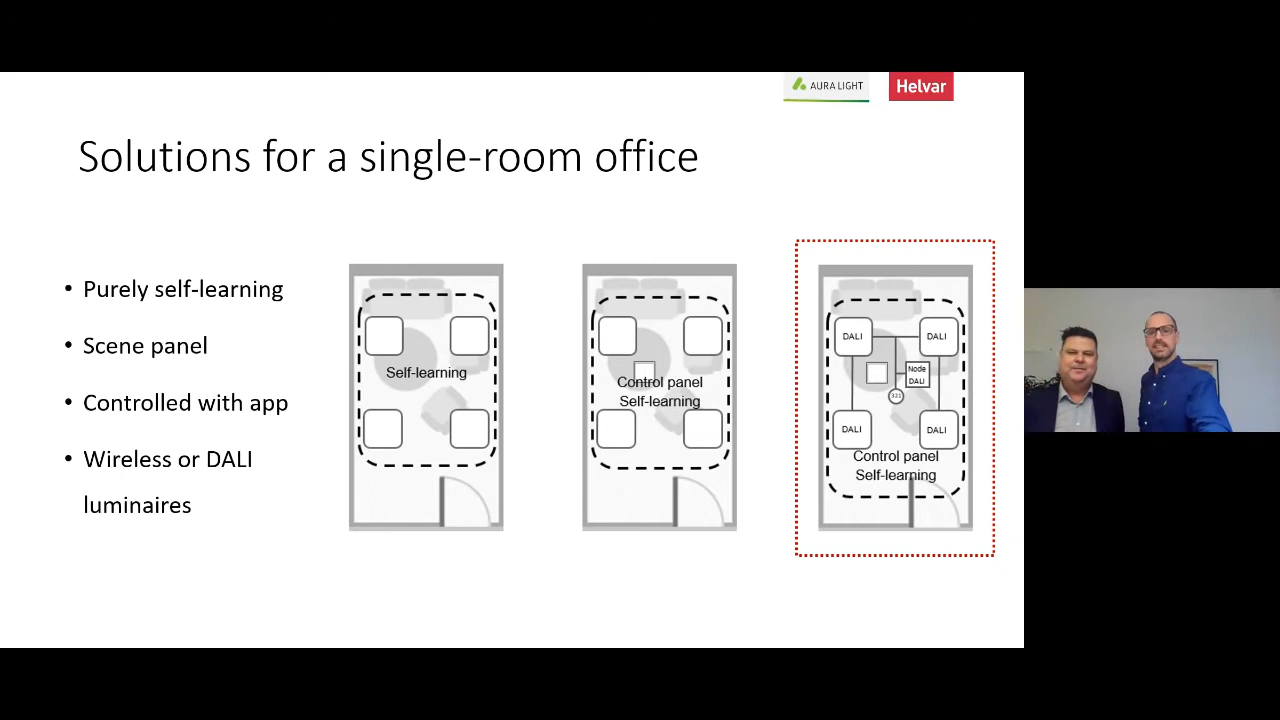 AURA LIGHT
Helvar
Solutions for a single-room office
• Purely self-learning
• Scene panel
• Controlled with app
• Wireless or DALI
luminaires
Self-learning
Control panel
Self-learning
DALI
DALI
Node
DALI
321
DALI
DALI
Control panel
Self-learning